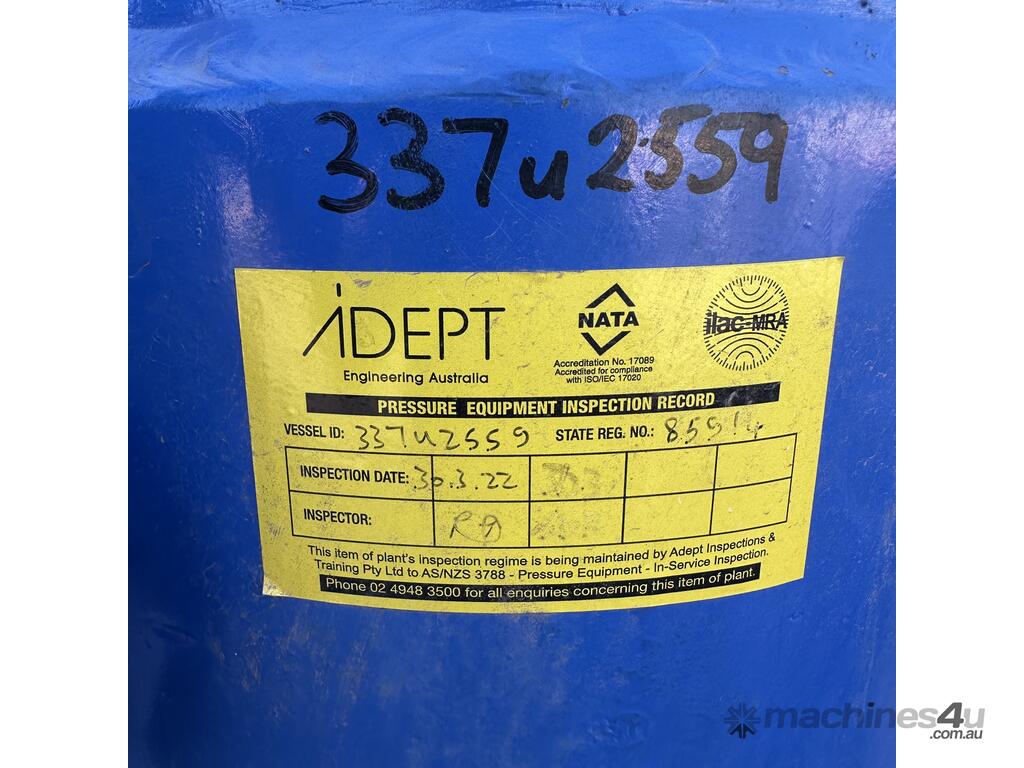 337u2559
ADEPT
Engineering Australia
NATA
Accreditation No. 17089
Accredited for compliance
with ISO/IEC 17020
ilac-MRA
PRESSURE EQUIPMENT INSPECTION RECORD
VESSEL ID: 337u2559 STATE REG. NO.: 85514
INSPECTION DATE: 30.3.22
INSPECTOR:
This item of plant's inspection regime is being maintained by Adept Inspections &
Training Pty Ltd to AS/NZS 3788 - Pressure Equipment - In-Service Inspection.
Phone 02 4948 3500 for all enquiries concerning this item of plant.
machines4u
.com.au